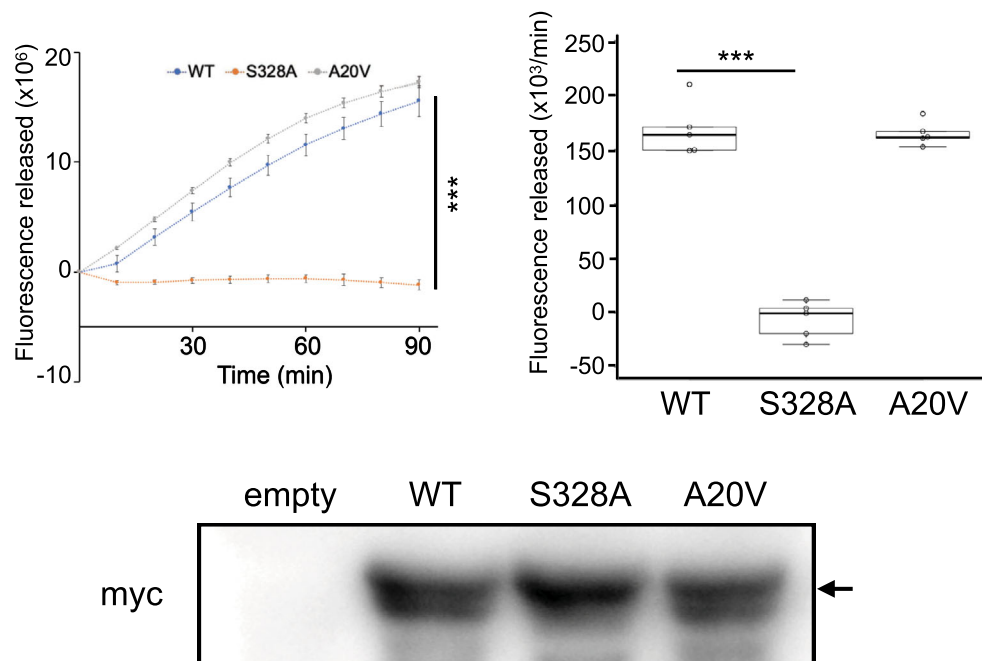 Fluorescence released (x10⁶)
20
10
0
-10
WT S328A A20V
***
30 60 90
Time (min)
Fluorescence released (x10³/min)
250
200
150
100
50
0
-50
***
WT S328A A20V
empty WT S328A A20V
myc